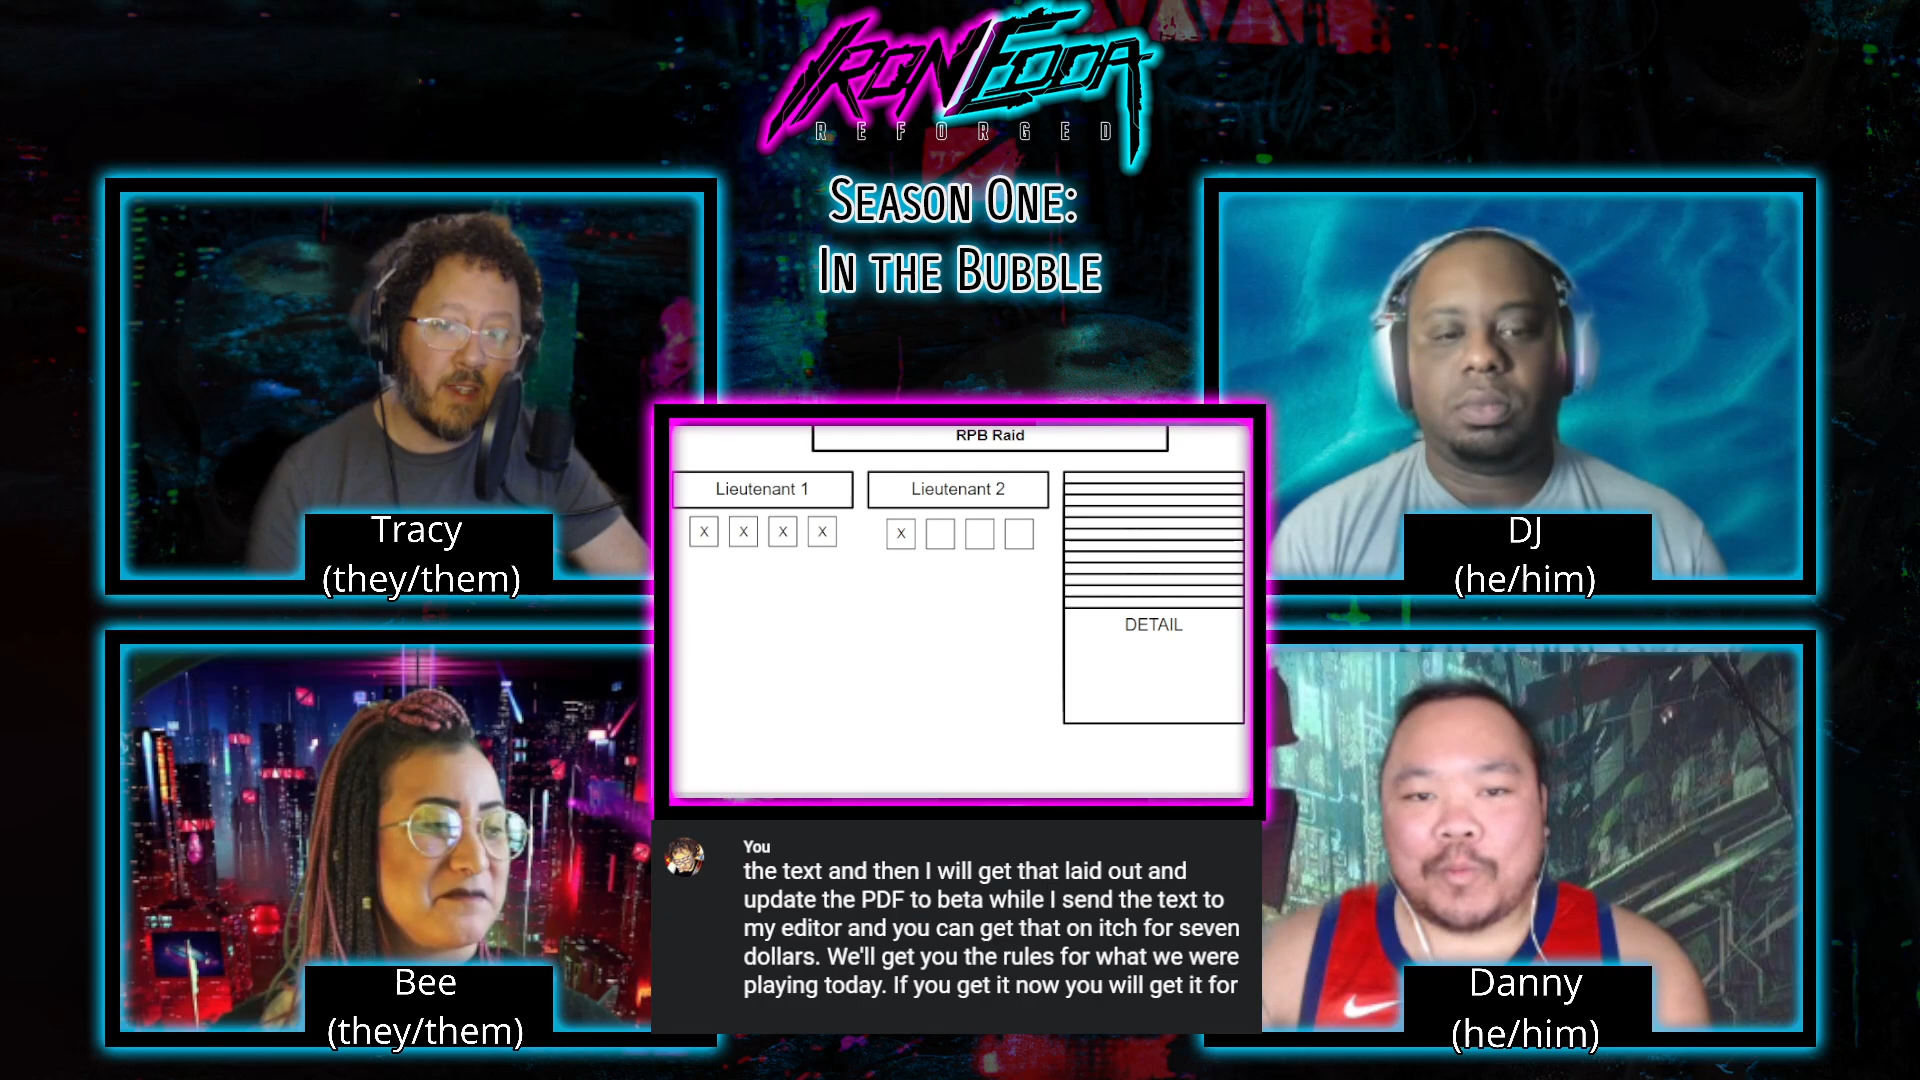 IRON EDDA
REFORGED
SEASON ONE:
IN THE BUBBLE
RPB Raid
Lieutenant 1
Lieutenant 2
X X X X
X
DETAIL
Tracy
(they/them)
DJ
(he/him)
You
the text and then I will get that laid out and
update the PDF to beta while I send the text to
my editor and you can get that on itch for seven
dollars. We'll get you the rules for what we were
playing today. If you get it now you will get it for
Bee
(they/them)
Danny
(he/him)